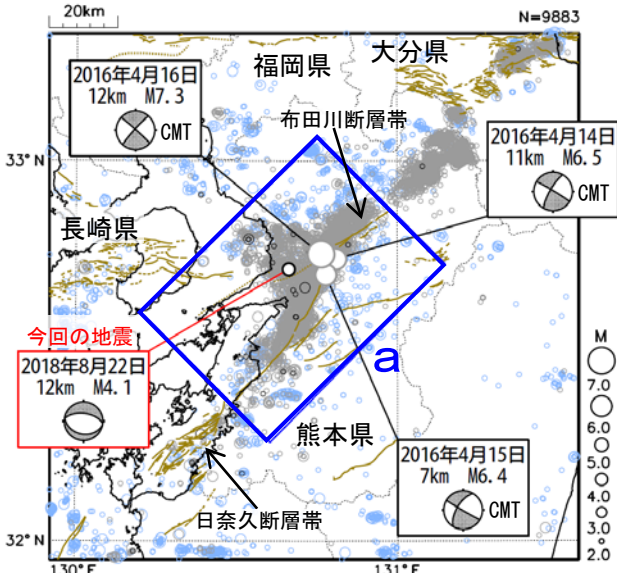 20km
N=9883
福岡県
大分県
2016年4月16日
12km M7.3
CMT
布田川断層帯
2016年4月14日
11km M6.5
CMT
33°N
長崎県
今回の地震
2018年8月22日
12km M4.1
a
熊本県
2016年4月15日
7km M6.4
CMT
日奈久断層帯
M
7.0
6.0
5.0
4.0
3.0
2.0
32°N
130°E
131°E